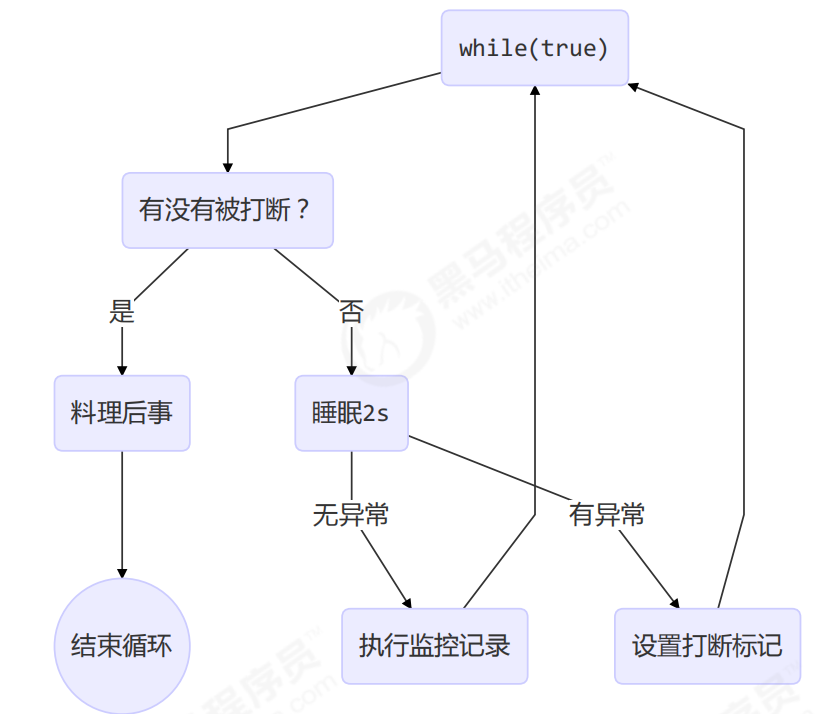 while(true)
有没有被打断？
是
否
料理后事
睡眠2s
无异常
有异常
结束循环
执行监控记录
设置打断标记
黑马程序员™
www.itheima.com